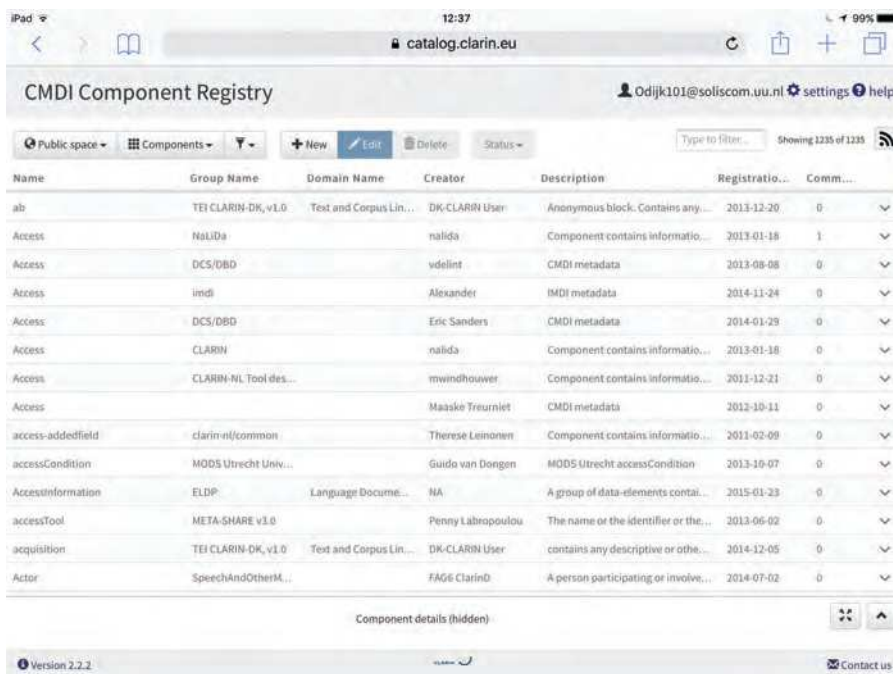 iPad 12:37 99%
catalog.clarin.eu
CMDI Component Registry Odijk101@soliscom.uu.nl settings help
Public space Components New Edit Delete Status Type to filter... Showing 1235 of 1235
Name Group Name Domain Name Creator Description Registratio... Comm...
ab TEI CLARIN-DK, v1.0 Text and Corpus Lin... DK-CLARIN User Anonymous block. Contains any... 2013-12-20 0
Access NaLiDa nalida Component contains informatio... 2013-01-18 1
Access DCS/DBD vdelint CMDI metadata 2013-08-08 0
Access imdi Alexander IMDI metadata 2014-11-24 0
Access DCS/DBD Eric Sanders CMDI metadata 2014-01-29 0
Access CLARIN nalida Component contains informatio... 2013-01-18 0
Access CLARIN-NL Tool des... mwindhouwer Component contains informatio... 2011-12-21 0
Access Maaske Treurniet CMDI metadata 2012-10-11 0
access-addedfield clarin-nl/common Therese Leinonen Component contains informatio... 2011-02-09 0
accessCondition MODS Utrecht Univ... Guido van Dongen MODS Utrecht accessCondition 2013-10-07 0
AccessInformation ELDP Language Docume... NA A group of data-elements contai... 2015-01-23 0
accessTool META-SHARE v3.0 Penny Labropoulou The name or the identifier or the... 2013-06-02 0
acquisition TEI CLARIN-DK, v1.0 Text and Corpus Lin... DK-CLARIN User contains any descriptive or othe... 2014-12-05 0
Actor SpeechAndOtherM... FAG6 ClarinD A person participating or involve... 2014-07-02 0
Component details (hidden)
Version 2.2.2 CLARIN Contact us